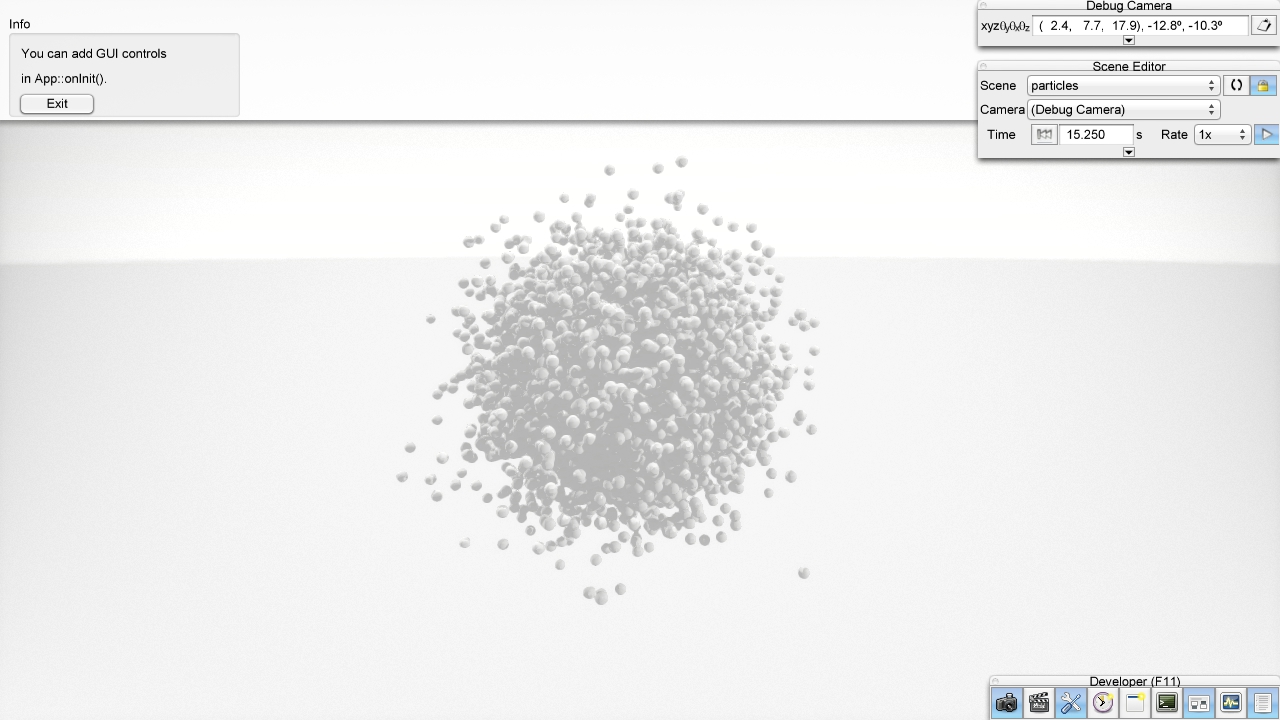 Info
You can add GUI controls
in App::onInit().
Exit
Debug Camera
( 2.4, 7.7, 17.9), -12.8º, -10.3º
Scene Editor
Scene particles
Camera (Debug Camera)
Time 15.250 s Rate 1x
Developer (F11)